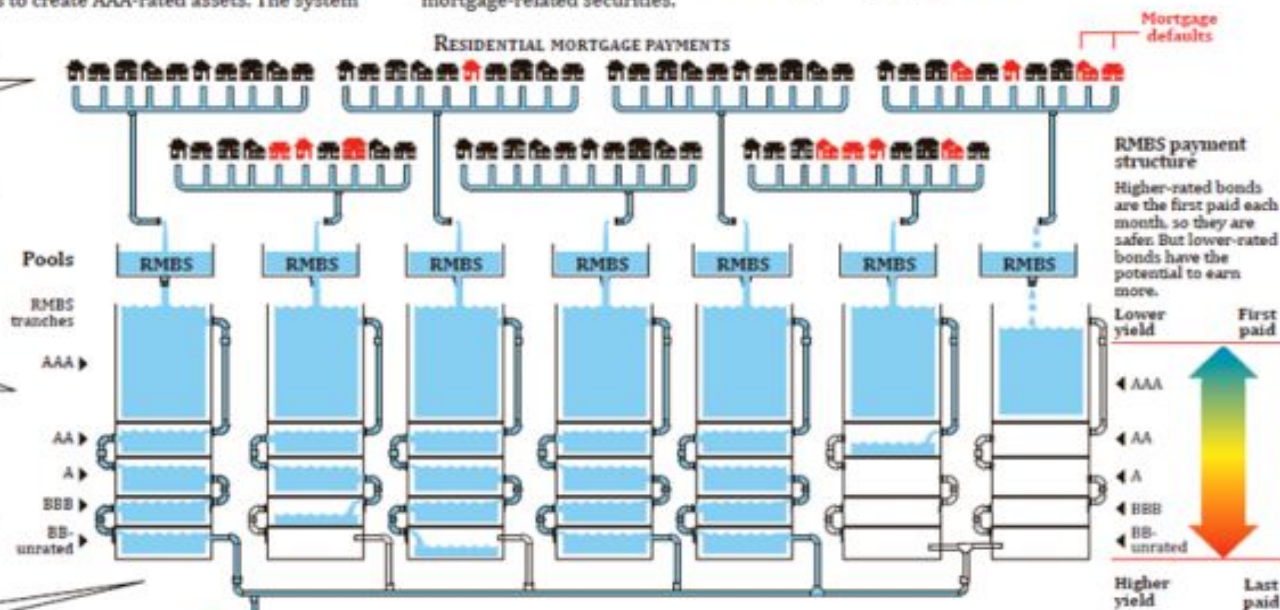 s to create AAA-rated assets. The system
mortgage-related securities.
RESIDENTIAL MORTGAGE PAYMENTS
Mortgage
defaults
RMBS payment
structure
Higher-rated bonds
are the first paid each
month, so they are
safer. But lower-rated
bonds have the
potential to earn
more.
Pools
RMBS
RMBS
RMBS
RMBS
RMBS
RMBS
RMBS
RMBS
tranches
AAA
AA
A
BBB
BB-
unrated
Lower
yield
First
paid
AAA
AA
A
BBB
BB-
unrated
Higher
yield
Last
paid